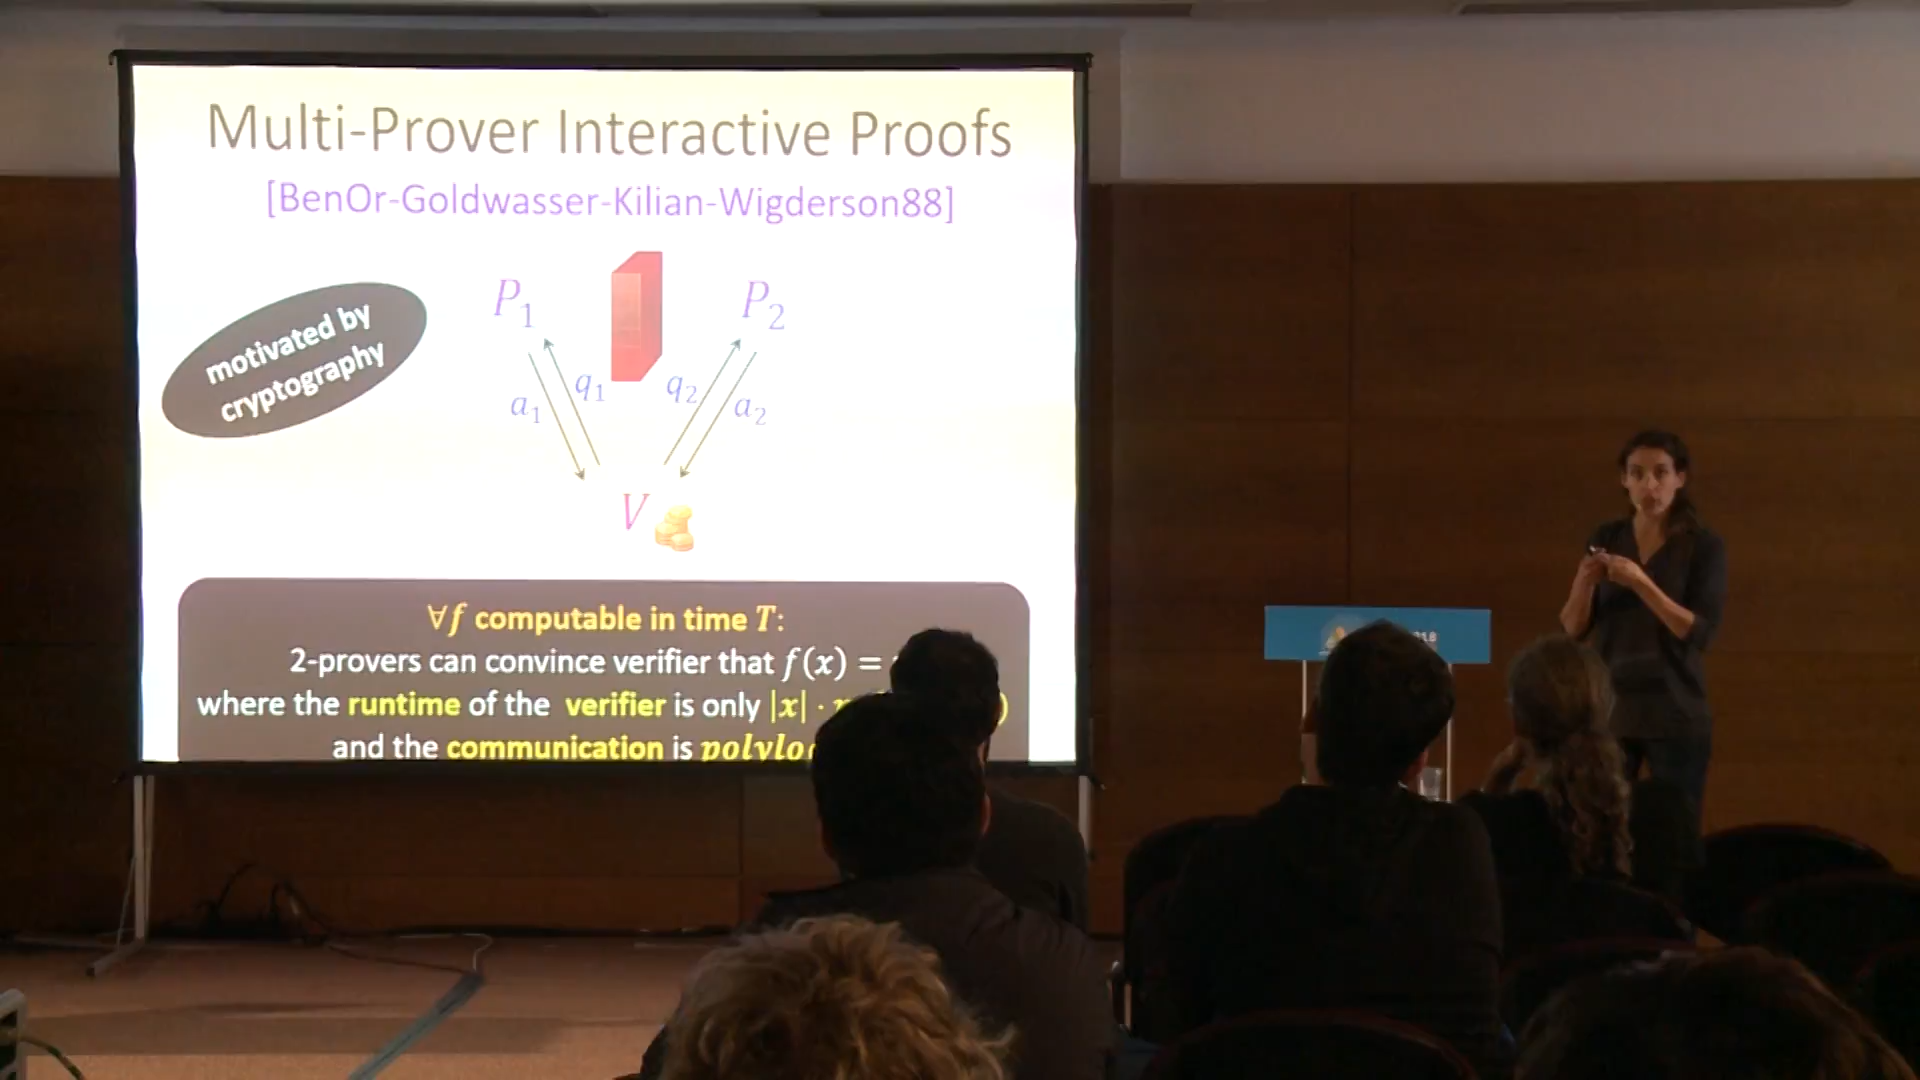 Multi-Prover Interactive Proofs
[BenOr-Goldwasser-Kilian-Wigderson88]
motivated by
cryptography
P₁
P₂
q₁
q₂
a₁
a₂
V
∀f computable in time T:
2-provers can convince verifier that f(x) =
where the runtime of the verifier is only |x| ·
and the communication is